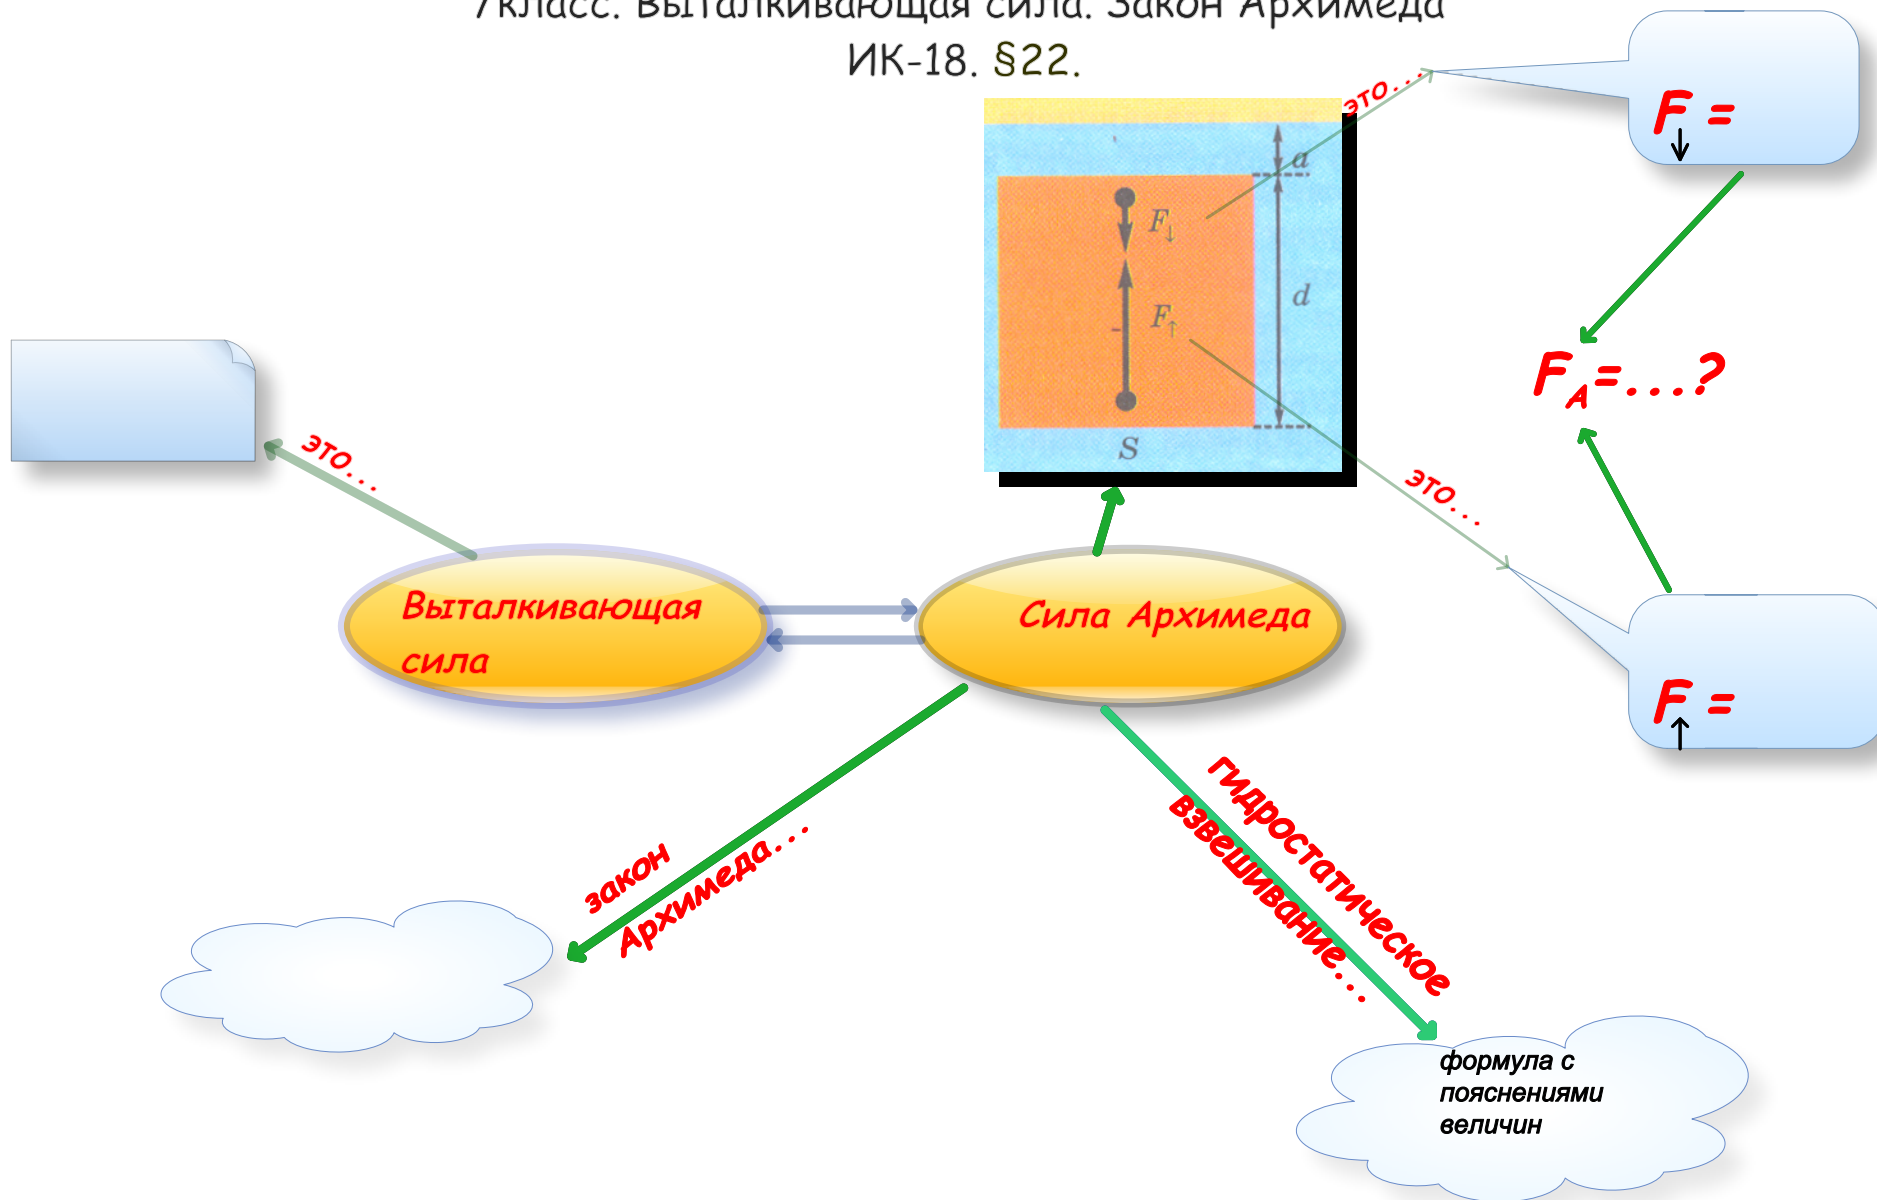 7класс. Выталкивающая сила. Закон Архимеда
ИК-18. §22.
это...
F↓ =
a
F↓
d
F↑
S
FА=...?
это...
это...
Выталкивающая
сила
Сила Архимеда
F↑ =
закон
Архимеда...
гидростатическое
взвешивание...
формула с
пояснениями
величин